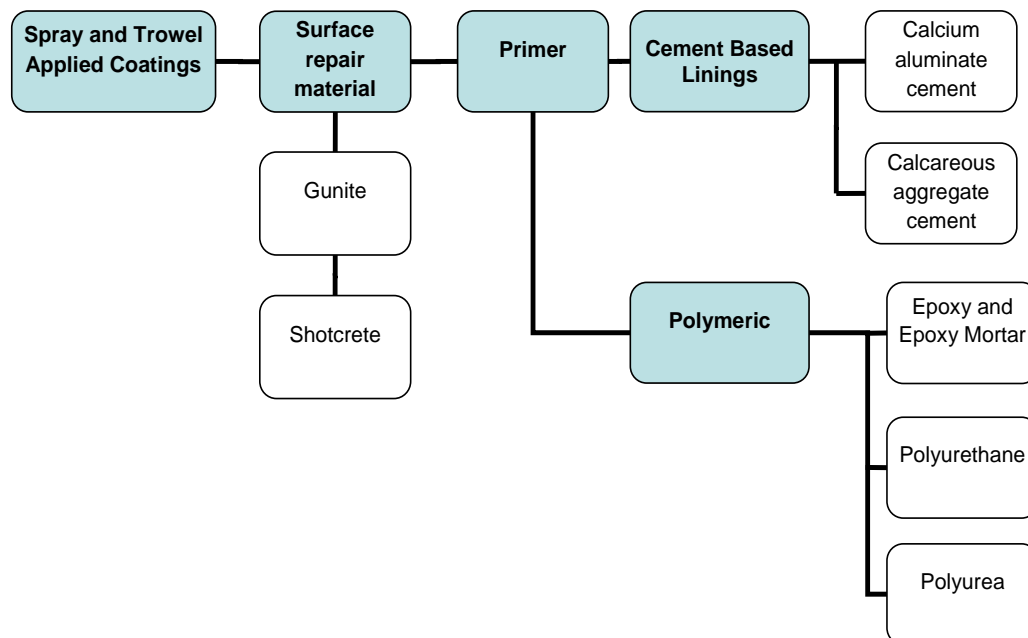 Spray and Trowel
Applied Coatings
Surface
repair
material
Primer
Cement Based
Linings
Calcium
aluminate
cement
Gunite
Calcareous
aggregate
cement
Shotcrete
Polymeric
Epoxy and
Epoxy Mortar
Polyurethane
Polyurea